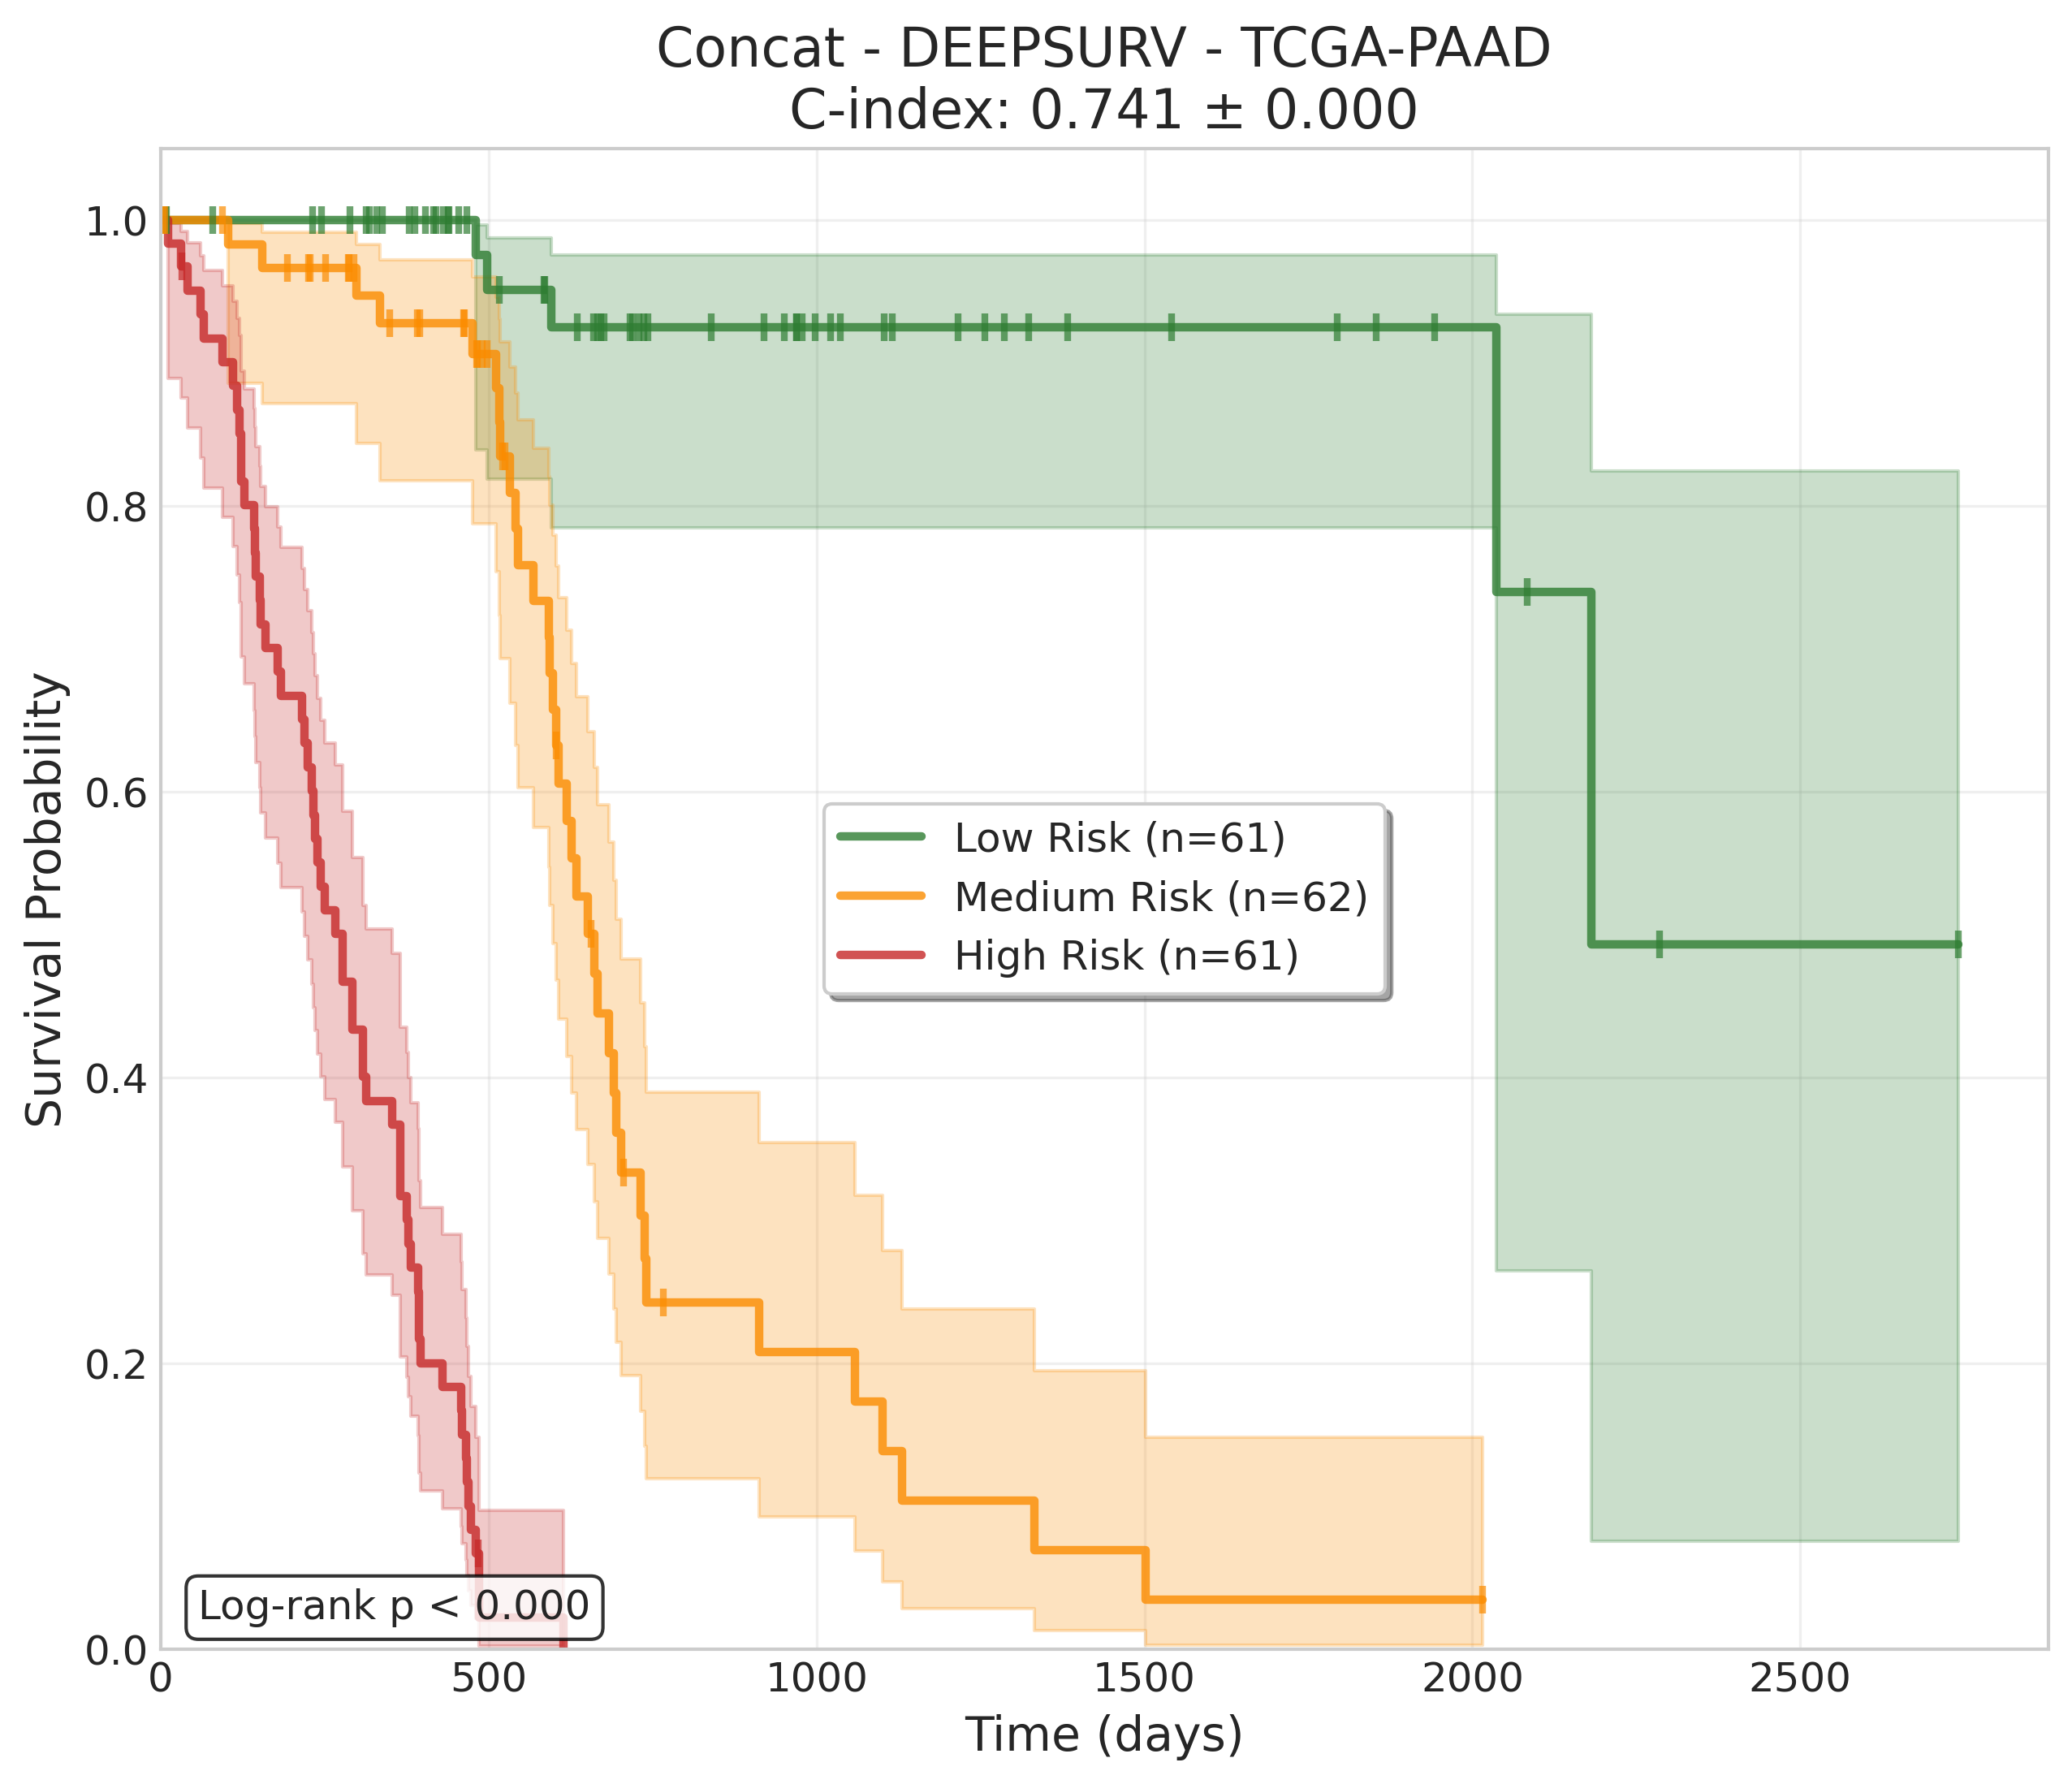 Concat - DEEPSURV - TCGA-PAAD
C-index: 0.741 ± 0.000
Survival Probability
1.0
0.8
0.6
0.4
0.2
0.0
Low Risk (n=61)
Medium Risk (n=62)
High Risk (n=61)
Log-rank p < 0.000
0 500 1000 1500 2000 2500
Time (days)